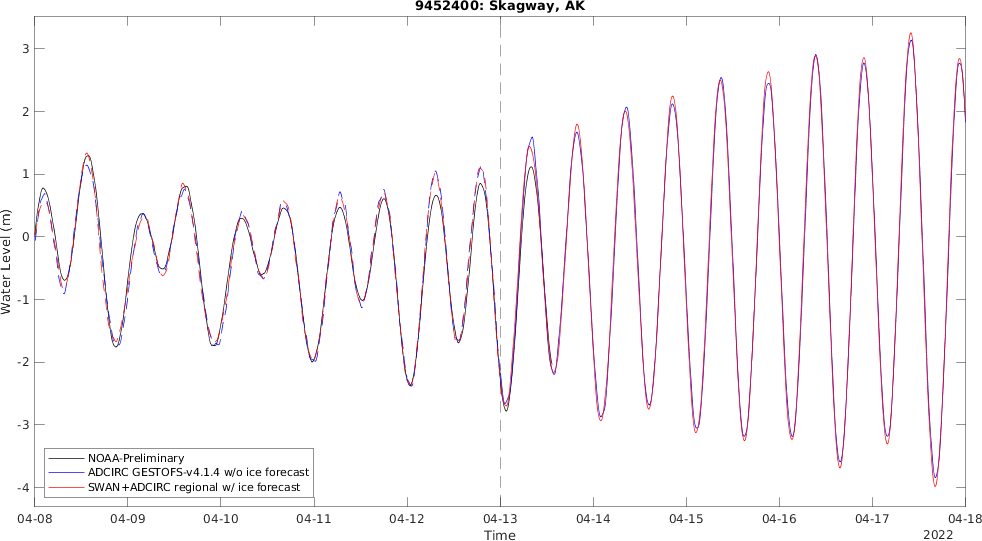 9452400: Skagway, AK
3
2
1
0
-1
-2
-3
-4
Water Level (m)
NOAA-Preliminary
ADCIRC GESTOFS-v4.1.4 w/o ice forecast
SWAN+ADCIRC regional w/ ice forecast
04-08 04-09 04-10 04-11 04-12 04-13 04-14 04-15 04-16 04-17 04-18
Time
2022